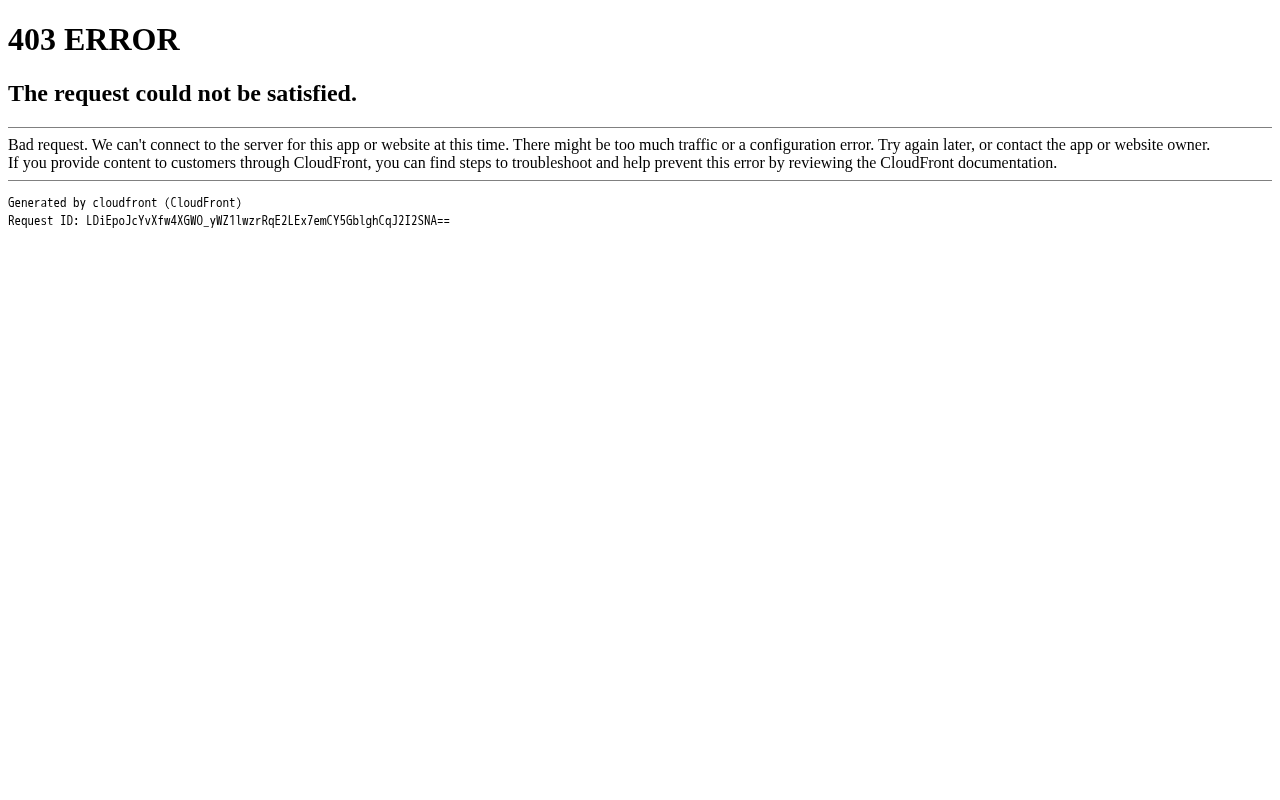 403 ERROR
The request could not be satisfied.
Bad request. We can't connect to the server for this app or website at this time. There might be too much traffic or a configuration error. Try again later, or contact the app or website owner.
If you provide content to customers through CloudFront, you can find steps to troubleshoot and help prevent this error by reviewing the CloudFront documentation.
Generated by cloudfront (CloudFront)
Request ID: LDiEpoJcYvXfw4XGWO_yWZ1lwzrRqE2LEx7emCY5GblghCqJ2I2SNA==